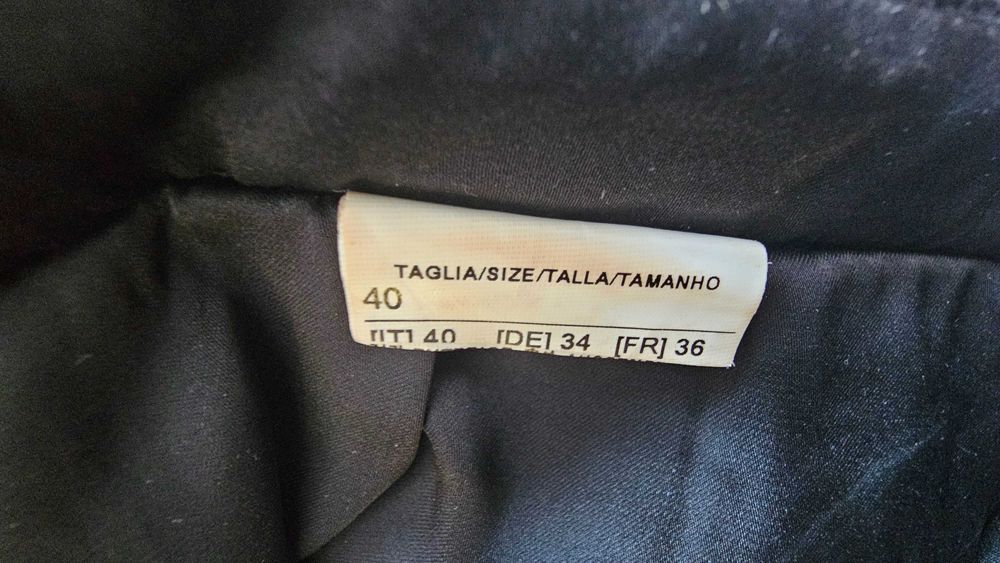 TAGLIA/SIZE/TALLA/TAMANHO
40
[IT] 40 [DE] 34 [FR] 36